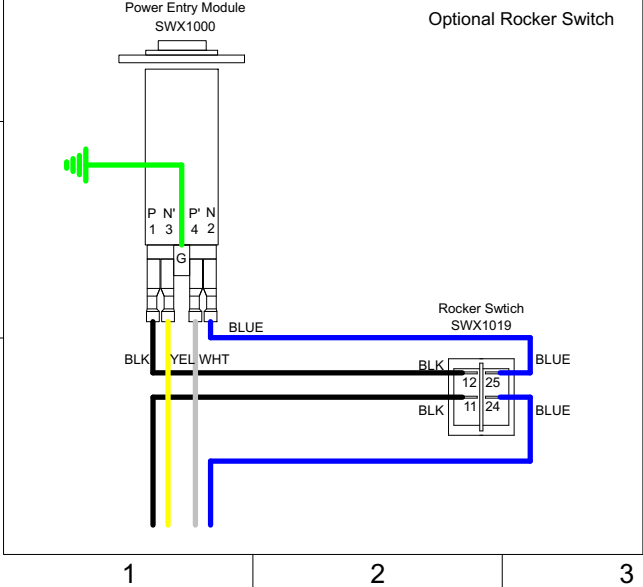 Power Entry Module
SWX1000
Optional Rocker Switch
P N' P' N
1 3 4 2
G
Rocker Swtich
SWX1019
BLUE
BLK YEL WHT
BLK
BLUE
12 25
11 24
BLK
BLUE
1 2 3